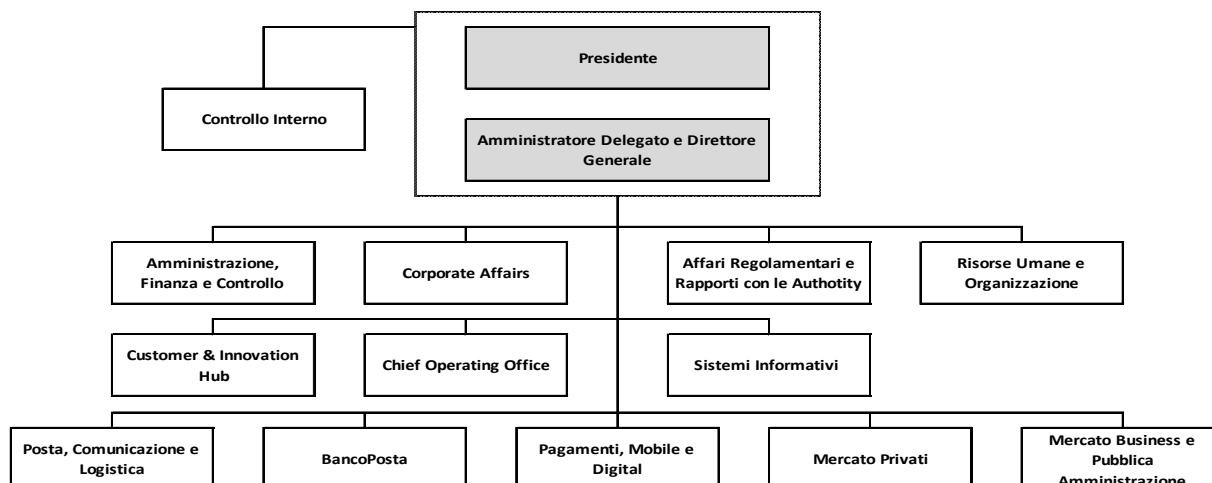 Presidente
Controllo Interno
Amministratore Delegato e Direttore
Generale
Amministrazione,
Finanza e Controllo
Corporate Affairs
Affari Regolamentari e
Rapporti con le Authotity
Risorse Umane e
Organizzazione
Customer & Innovation
Hub
Chief Operating Office
Sistemi Informativi
Posta, Comunicazione e
Logistica
BancoPosta
Pagamenti, Mobile e
Digital
Mercato Privati
Mercato Business e
Pubblica
Amministrazione